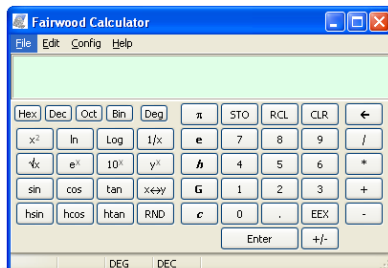 Fairwood Calculator
File Edit Config Help
Hex Dec Oct Bin Deg π STO RCL CLR ←
x² ln Log 1/x e 7 8 9 /
√x eˣ 10ˣ yˣ h 4 5 6 *
sin cos tan x↔y G 1 2 3 +
hsin hcos htan RND c 0 . EEX -
Enter +/-
DEG DEC